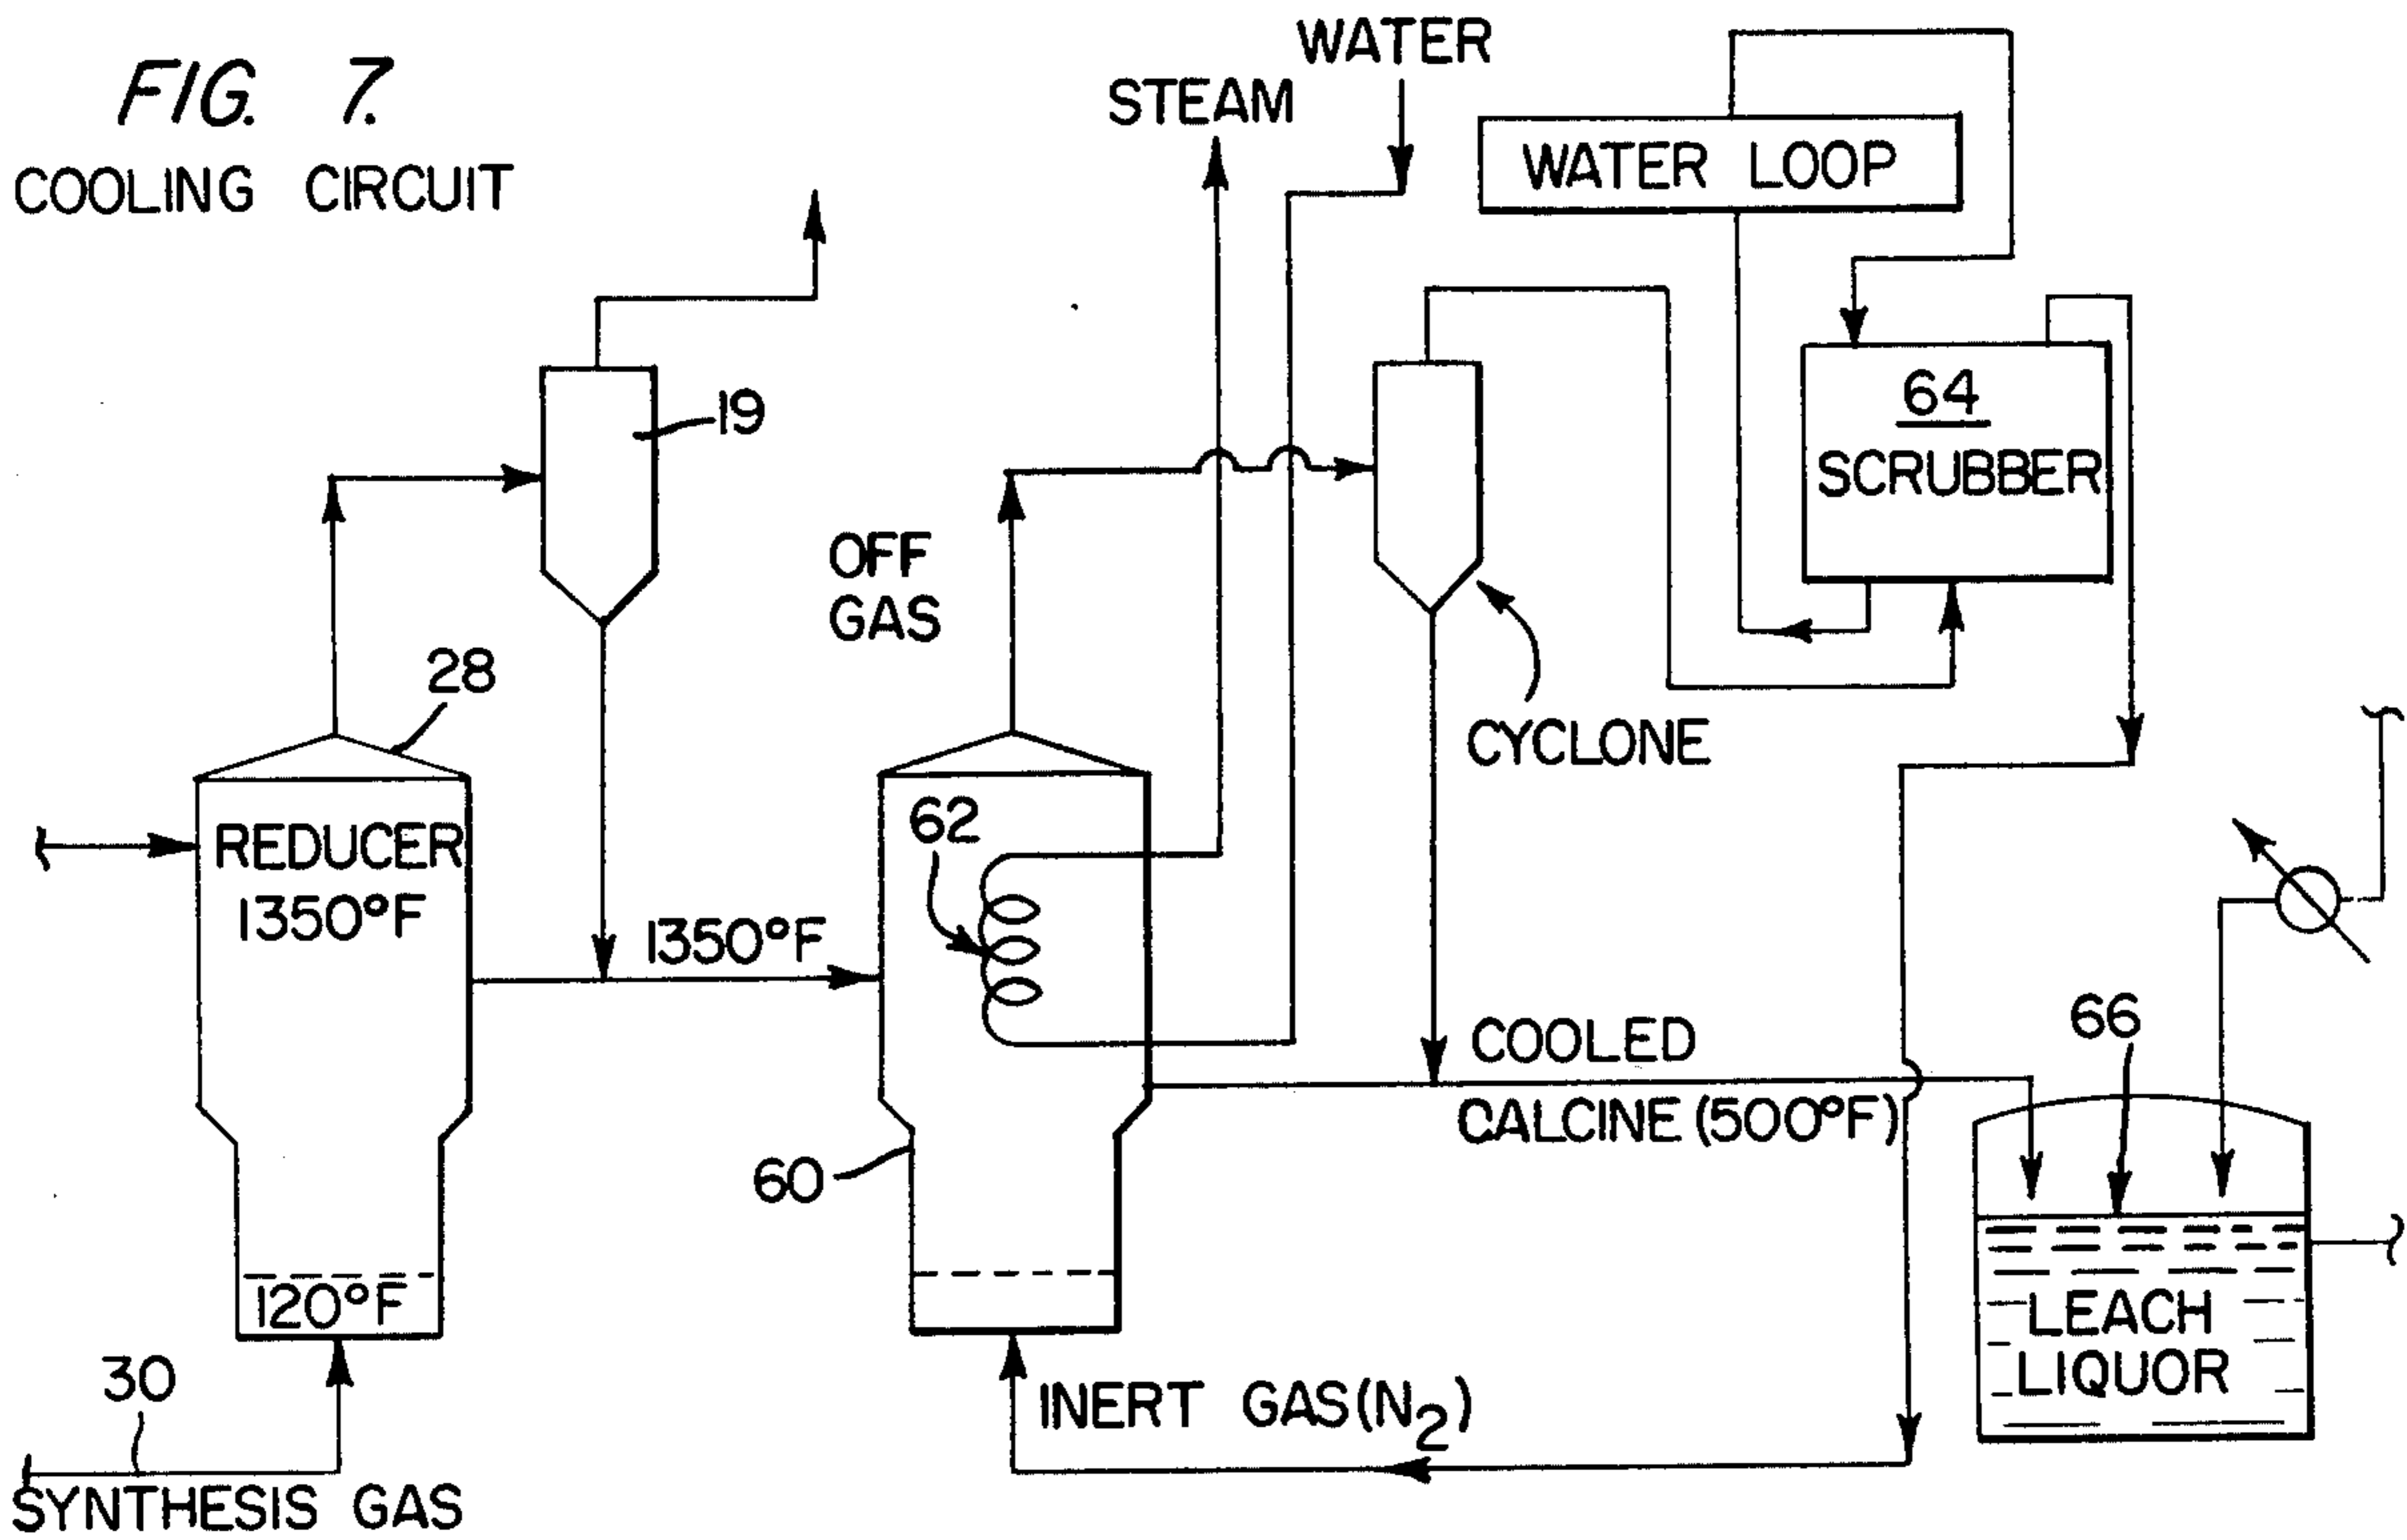 FIG. 7.
COOLING CIRCUIT
WATER
STEAM
WATER LOOP
64
SCRUBBER
19
OFF
GAS
28
CYCLONE
REDUCER
1350°F
62
1350°F
COOLED
CALCINE (500°F)
66
60
120°F
LEACH
LIQUOR
30
INERT GAS (N2)
SYNTHESIS GAS